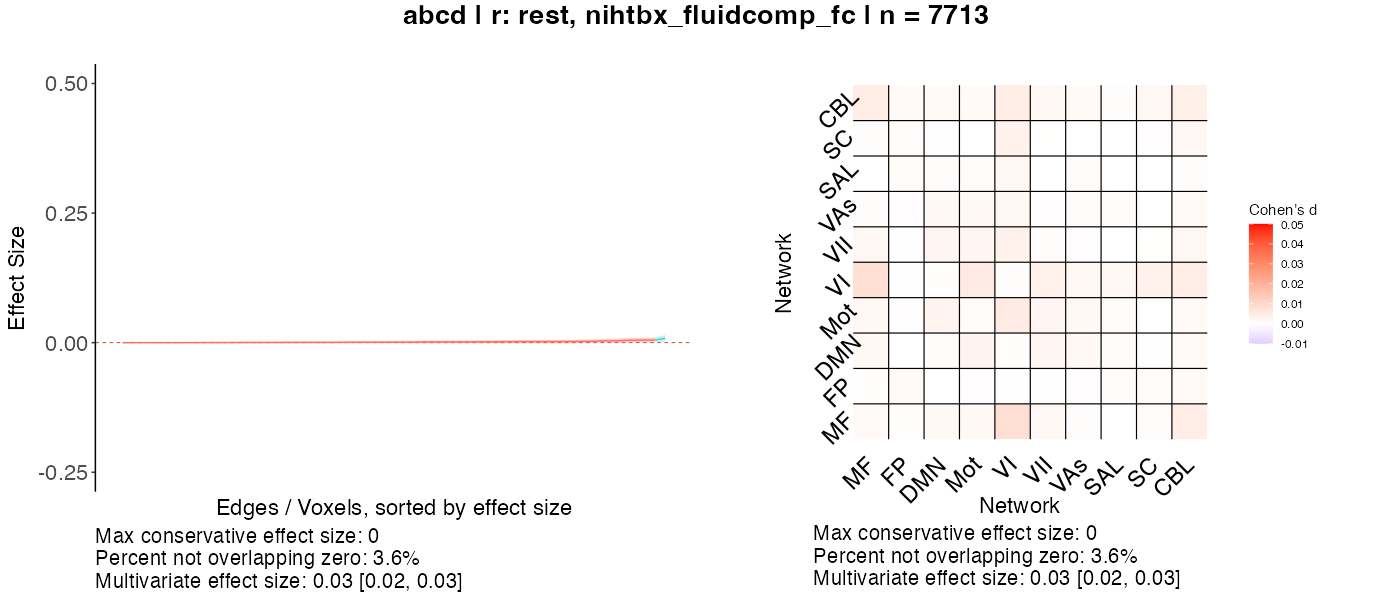 abcd | r: rest, nihtbx_fluidcomp_fc | n = 7713
0.50
0.25
0.00
-0.25
Effect Size
Edges / Voxels, sorted by effect size
Max conservative effect size: 0
Percent not overlapping zero: 3.6%
Multivariate effect size: 0.03 [0.02, 0.03]
Network
CBL
SC
SAL
VAs
VII
VI
Mot
DMN
FP
MF
MF
FP
DMN
Mot
VI
VII
VAs
SAL
SC
CBL
Network
Max conservative effect size: 0
Percent not overlapping zero: 3.6%
Multivariate effect size: 0.03 [0.02, 0.03]
Cohen's d
0.05
0.04
0.03
0.02
0.01
0.00
-0.01